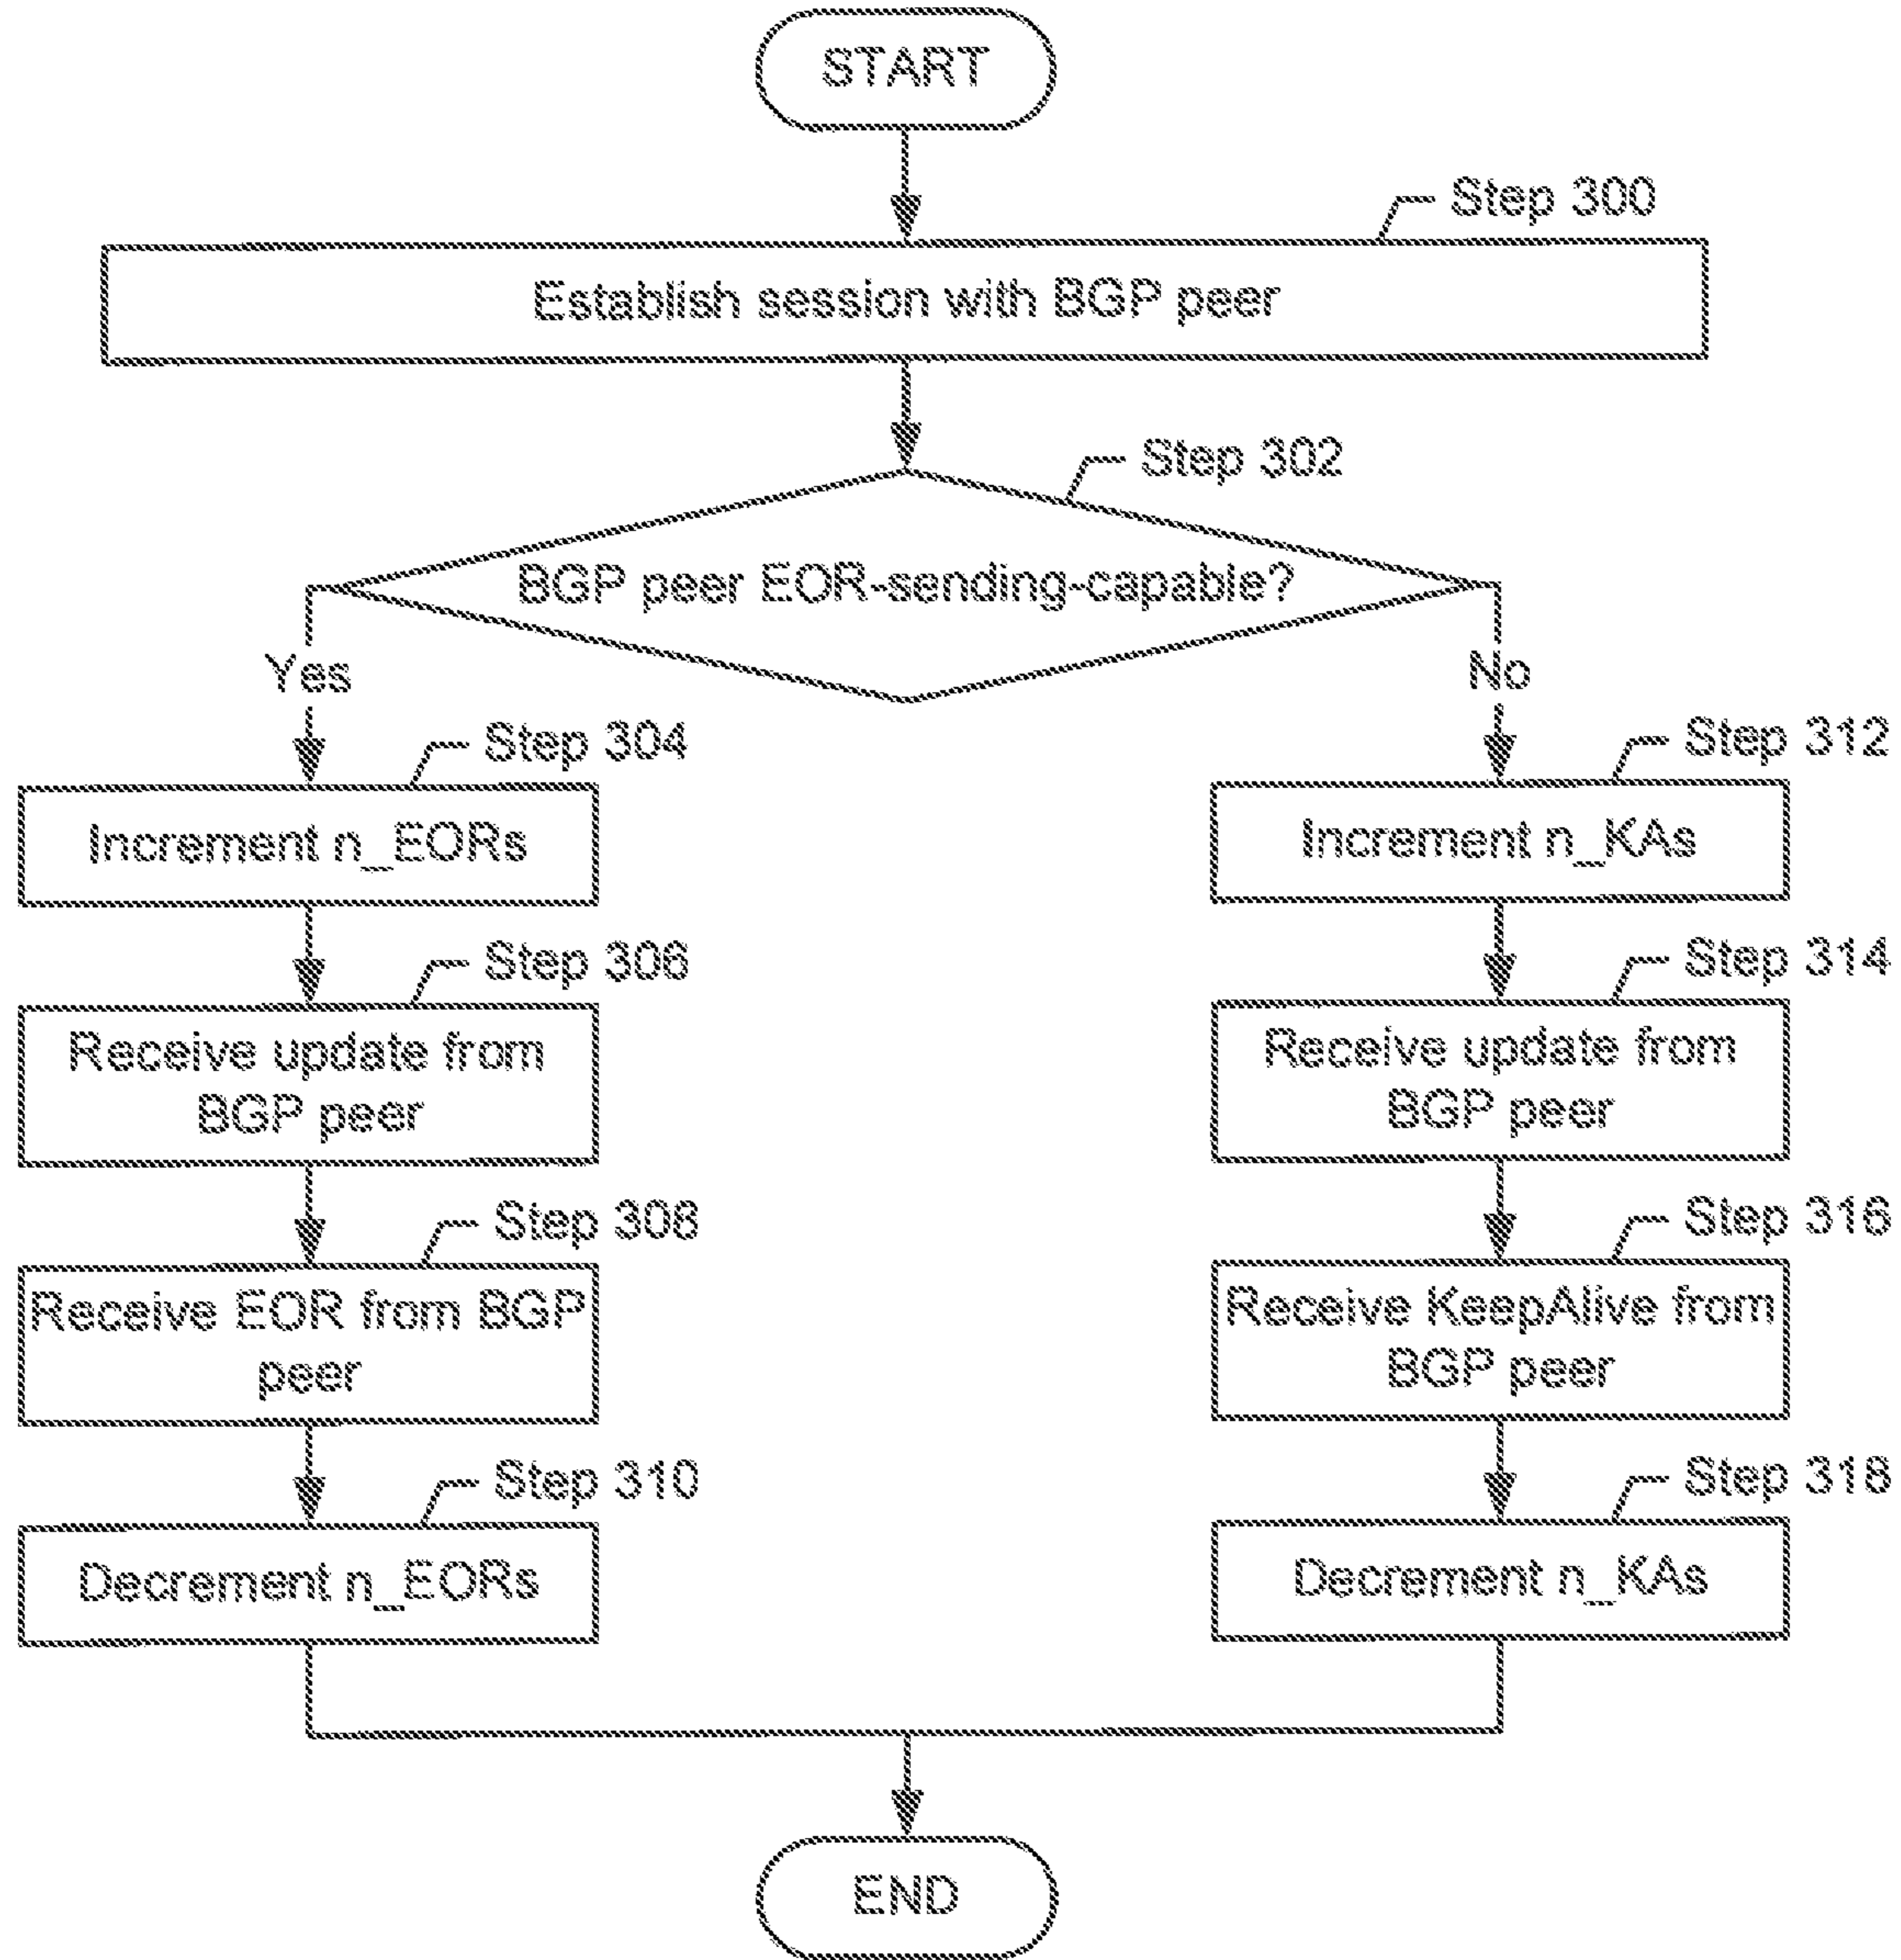 START
Step 300
Establish session with BGP peer
Step 302
BGP peer EOR-sending-capable?
Yes
No
Step 304
Increment n_EORs
Step 306
Receive update from
BGP peer
Step 308
Receive EOR from BGP
peer
Step 310
Decrement n_EORs
Step 312
Increment n_KAs
Step 314
Receive update from
BGP peer
Step 316
Receive KeepAlive from
BGP peer
Step 318
Decrement n_KAs
END